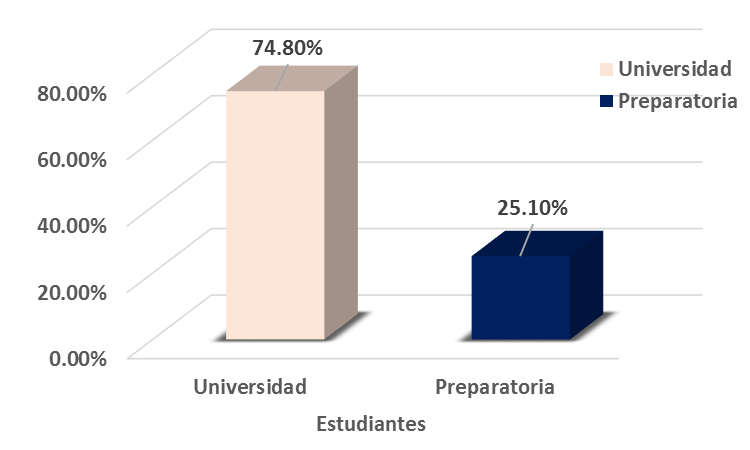 74.80%
Universidad
Preparatoria
80.00%
60.00%
40.00%
25.10%
20.00%
0.00%
Universidad
Preparatoria
Estudiantes